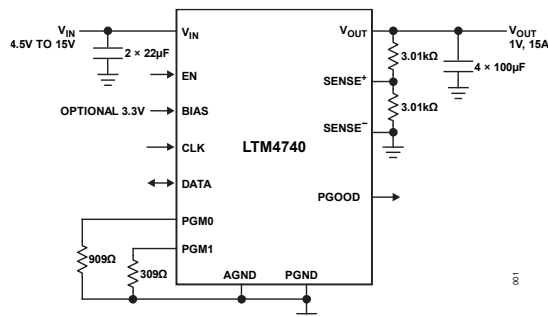 VIN
4.5V TO 15V
2 × 22µF
VIN
EN
OPTIONAL 3.3V
BIAS
CLK
DATA
PGM0
PGM1
909Ω
309Ω
LTM4740
AGND
PGND
VOUT
SENSE+
SENSE−
PGOOD
3.01kΩ
3.01kΩ
VOUT
1V, 15A
4 × 100µF
001